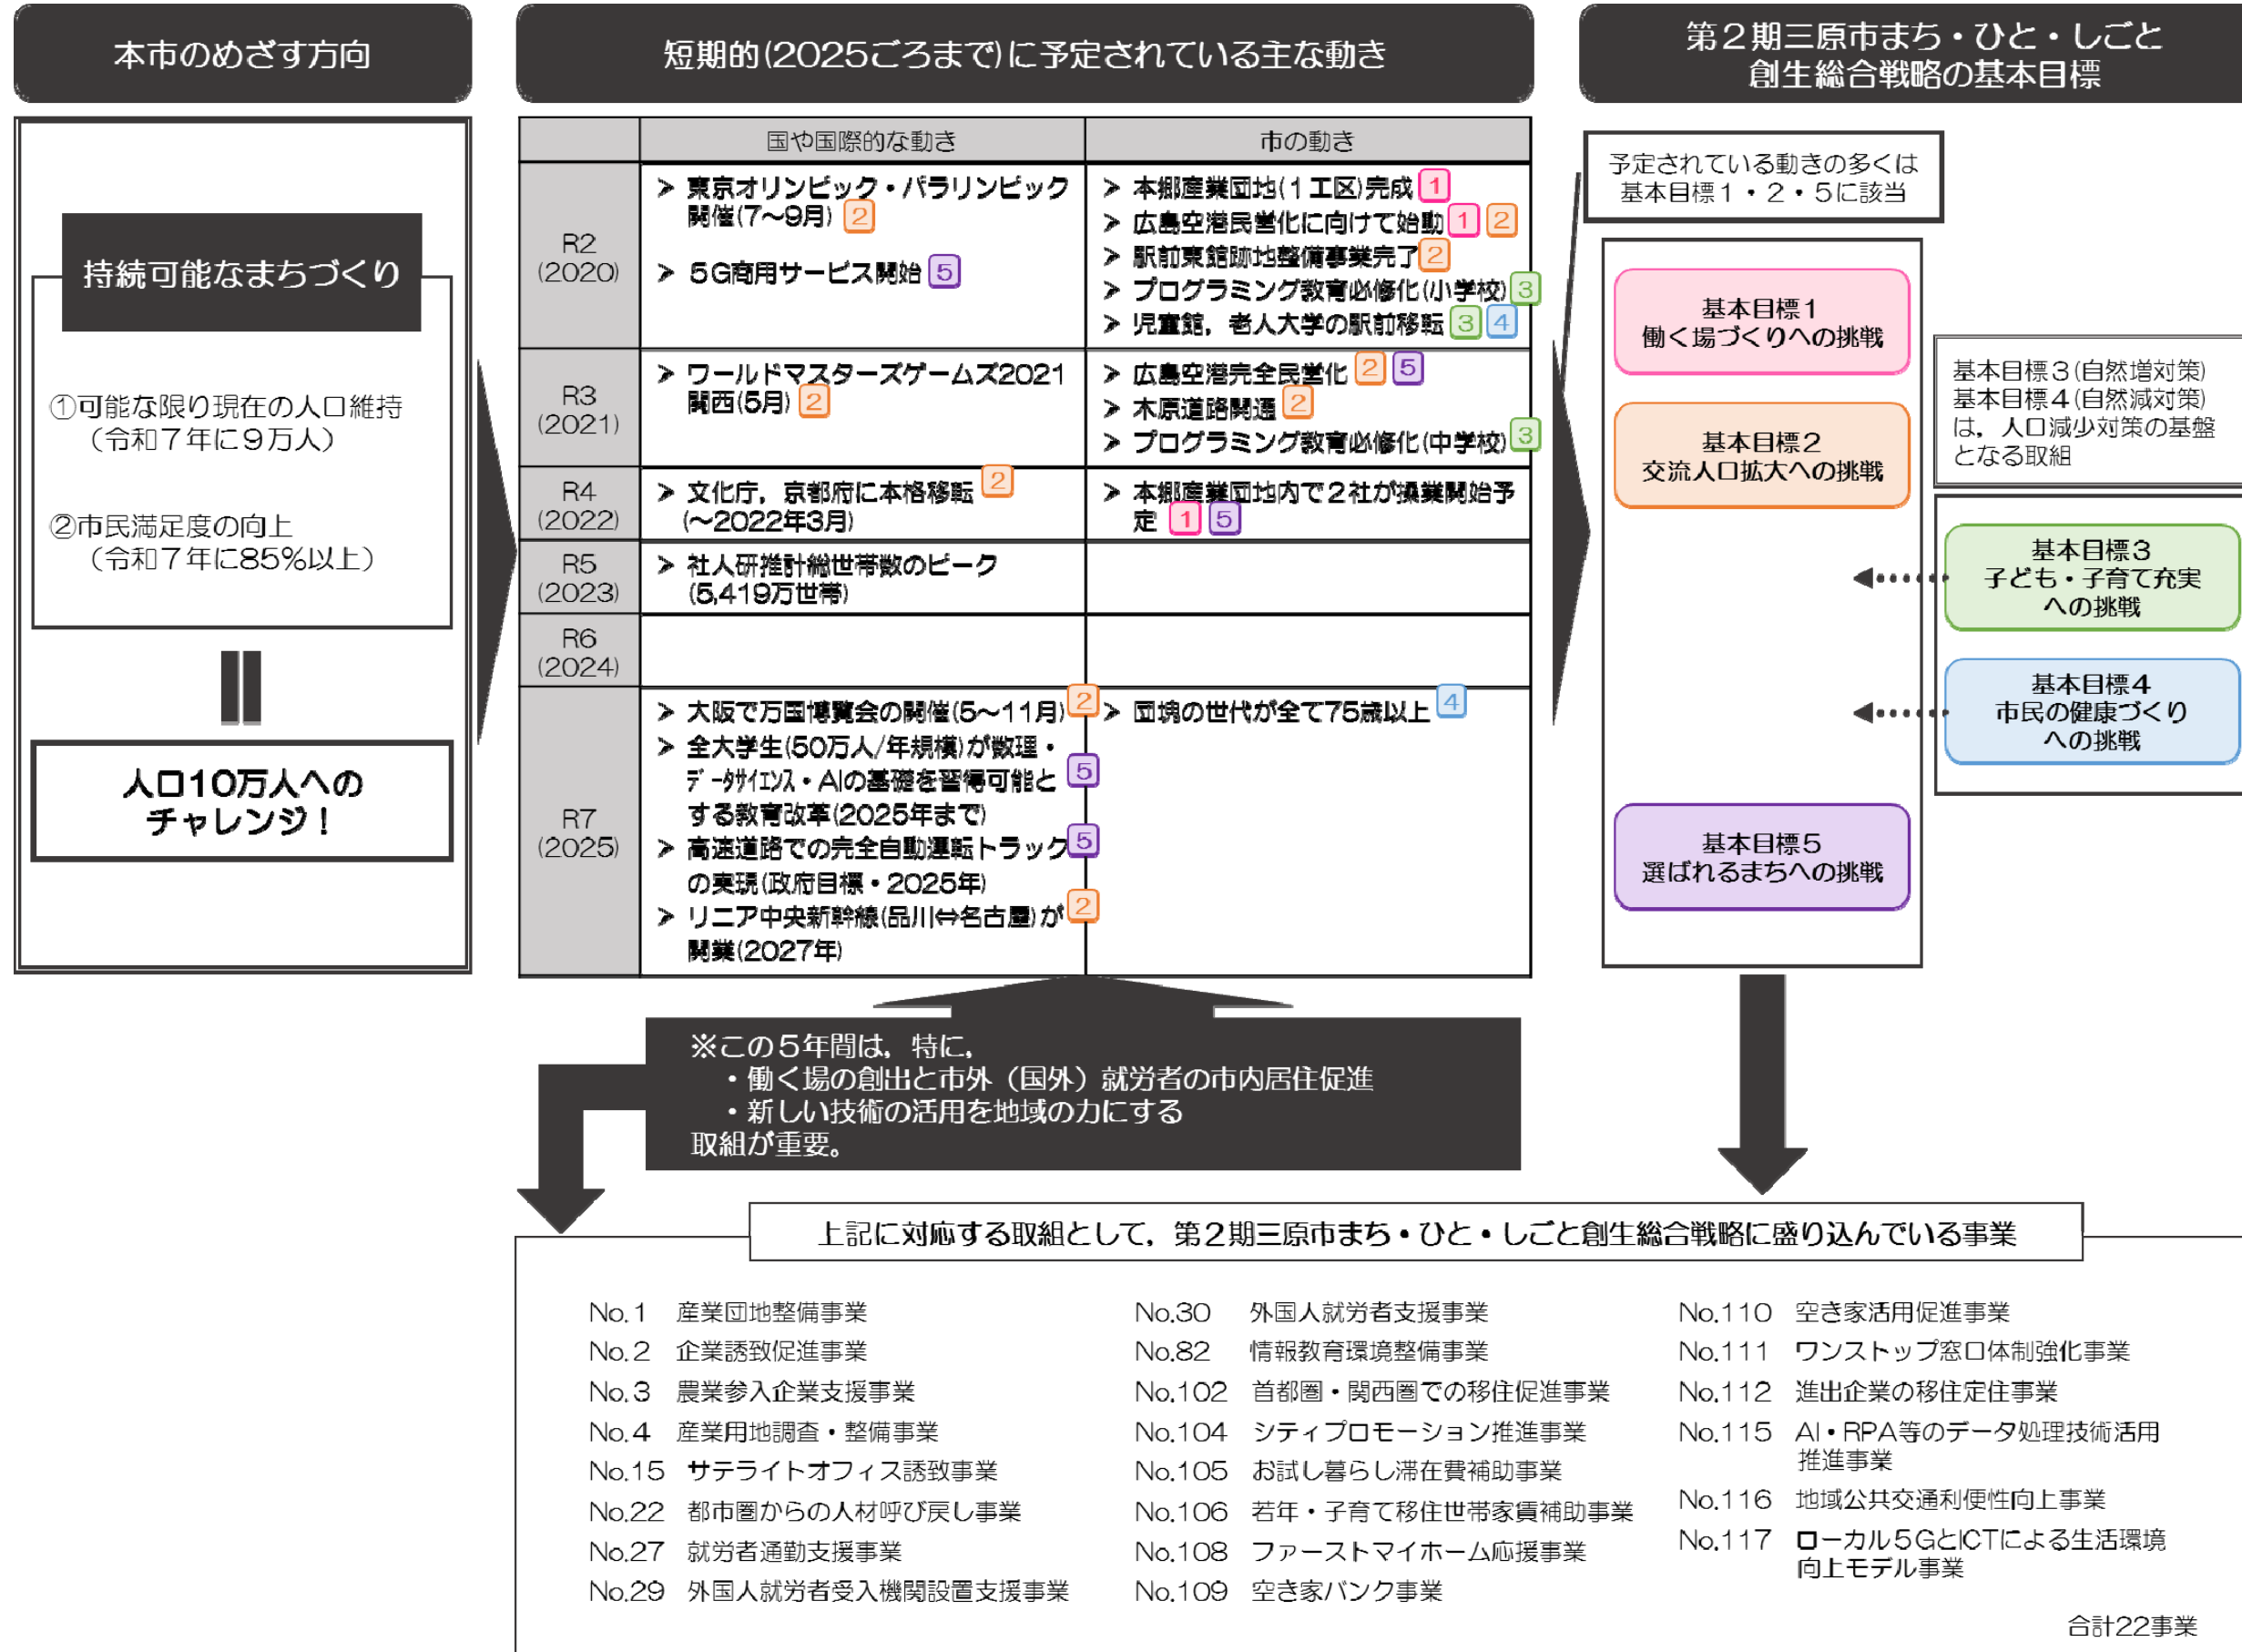 本市のめざす方向
持続可能なまちづくり
①可能な限り現在の人口維持
（令和７年に９万人）
②市民満足度の向上
（令和７年に85%以上）
人口10万人への
チャレンジ！
短期的(2025ごろまで)に予定されている主な動き
国や国際的な動き
市の動き
R2
(2020)
➢ 東京オリンピック・パラリンピック
開催(7～9月) 2
➢ ５G商用サービス開始 5
➢ 本郷産業団地(１工区)完成 1
➢ 広島空港民営化に向けて始動 1 2
➢ 駅前東館跡地整備事業完了 2
➢ プログラミング教育必修化(小学校) 3
➢ 児童館，老人大学の駅前移転 3 4
R3
(2021)
➢ ワールドマスターズゲームズ2021
関西(5月) 2
➢ 広島空港完全民営化 2 5
➢ 木原道路開通 2
➢ プログラミング教育必修化(中学校) 3
R4
(2022)
➢ 文化庁，京都府に本格移転 2
(～2022年3月)
➢ 本郷産業団地内で２社が操業開始予
定 1 5
R5
(2023)
➢ 社人研推計総世帯数のピーク
(5,419万世帯)
R6
(2024)
R7
(2025)
➢ 大阪で万国博覧会の開催(5～11月) 2
➢ 全大学生(50万人/年規模)が数理・
ﾃﾞｰﾀｻｲｴﾝｽ・AIの基礎を習得可能と 5
する教育改革(2025年まで)
➢ 高速道路での完全自動運転トラック 5
の実現(政府目標・2025年)
➢ リニア中央新幹線(品川⇔名古屋)が 2
開業(2027年)
➢ 団塊の世代が全て75歳以上 4
※この５年間は，特に，
・働く場の創出と市外（国外）就労者の市内居住促進
・新しい技術の活用を地域の力にする
取組が重要。
第２期三原市まち・ひと・しごと
創生総合戦略の基本目標
予定されている動きの多くは
基本目標１・２・５に該当
基本目標１
働く場づくりへの挑戦
基本目標２
交流人口拡大への挑戦
基本目標３(自然増対策)
基本目標４(自然減対策)
は，人口減少対策の基盤
となる取組
基本目標３
子ども・子育て充実
への挑戦
基本目標４
市民の健康づくり
への挑戦
基本目標５
選ばれるまちへの挑戦
上記に対応する取組として，第２期三原市まち・ひと・しごと創生総合戦略に盛り込んでいる事業
No.１ 産業団地整備事業
No.２ 企業誘致促進事業
No.３ 農業参入企業支援事業
No.４ 産業用地調査・整備事業
No.15 サテライトオフィス誘致事業
No.22 都市圏からの人材呼び戻し事業
No.27 就労者通勤支援事業
No.29 外国人就労者受入機関設置支援事業
No.30 外国人就労者支援事業
No.82 情報教育環境整備事業
No.102 首都圏・関西圏での移住促進事業
No.104 シティプロモーション推進事業
No.105 お試し暮らし滞在費補助事業
No.106 若年・子育て移住世帯家賃補助事業
No.108 ファーストマイホーム応援事業
No.109 空き家バンク事業
No.110 空き家活用促進事業
No.111 ワンストップ窓口体制強化事業
No.112 進出企業の移住定住事業
No.115 AI・RPA等のデータ処理技術活用
推進事業
No.116 地域公共交通利便性向上事業
No.117 ローカル５GとICTによる生活環境
向上モデル事業
合計22事業